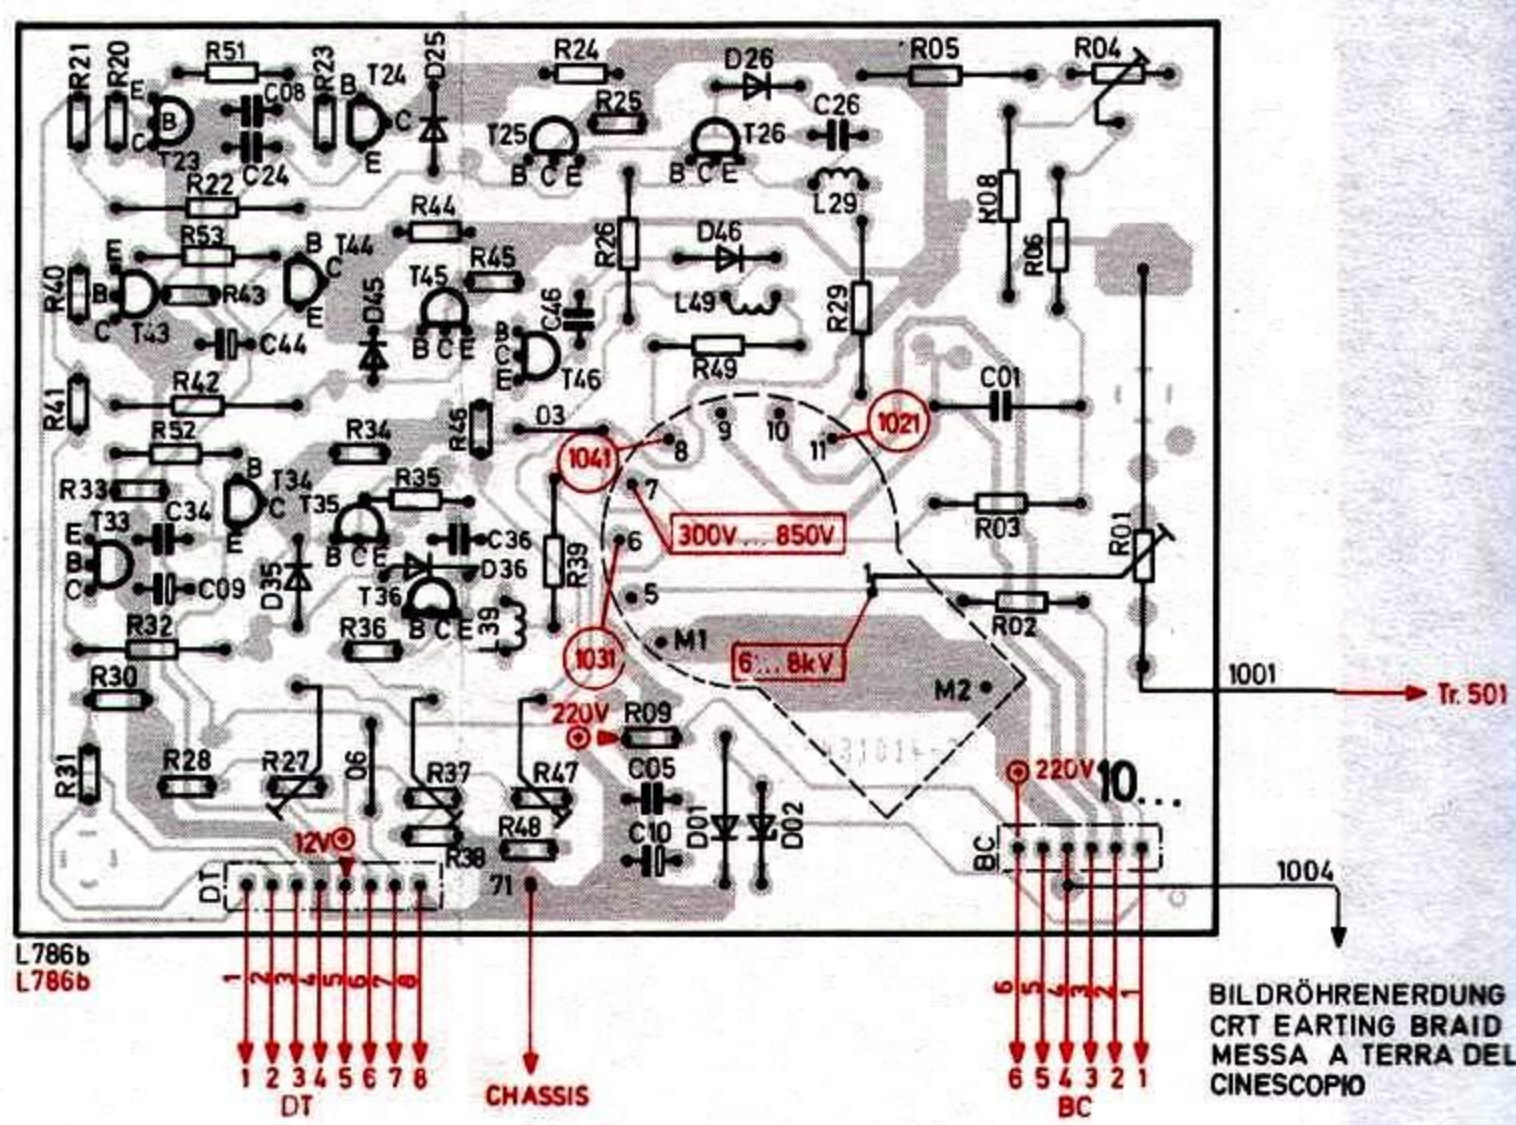 R21
R20
R51
R23
T24
D25
R24
D26
R05
R04
E
B
C
T23
C08
C24
B
C
E
R25
T25
B C E
T26
B C E
C26
L29
R22
R44
R08
R53
B
T44
C
E
R26
D46
R06
E
B
C
T43
R40
R43
C44
D45
T45
B C E
R45
C46
L49
R29
B
C
E
T46
R49
R41
R42
R46
03
C01
1021
1041
8
9
10
11
R52
R34
R33
B
T34
C
E
T35
B C E
R35
7
300V ... 850V
R03
R01
E
T33
B
C
C34
C09
D35
C36
D36
T36
B C E
R39
6
5
1
R02
R32
R36
L39
1031
M1
6 ... 8kV
M2
1001
Tr. 501
R30
220V
R09
R31
R28
R27
06
R37
R47
C05
220V
10...
12V
R38
R48
C10
D01
D02
BC
DT
71
1004
L786b
L786b
1 2 3 4 5 6 7 8
6 5 4 3 2 1
1 2 3 4 5 6 7 8
DT
CHASSIS
6 5 4 3 2 1
BC
BILDRÖHRENERDUNG
CRT EARTING BRAID
MESSA A TERRA DEL
CINESCOPIO